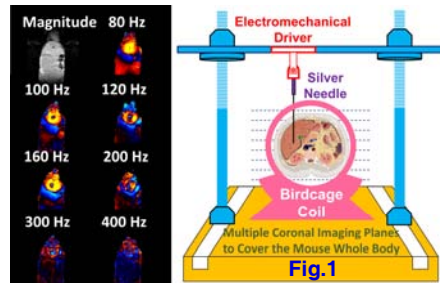 Magnitude 80 Hz
100 Hz 120 Hz
160 Hz 200 Hz
300 Hz 400 Hz
Electromechanical
Driver
Silver
Needle
Birdcage
Coil
Multiple Coronal Imaging Planes
to Cover the Mouse Whole Body
Fig.1